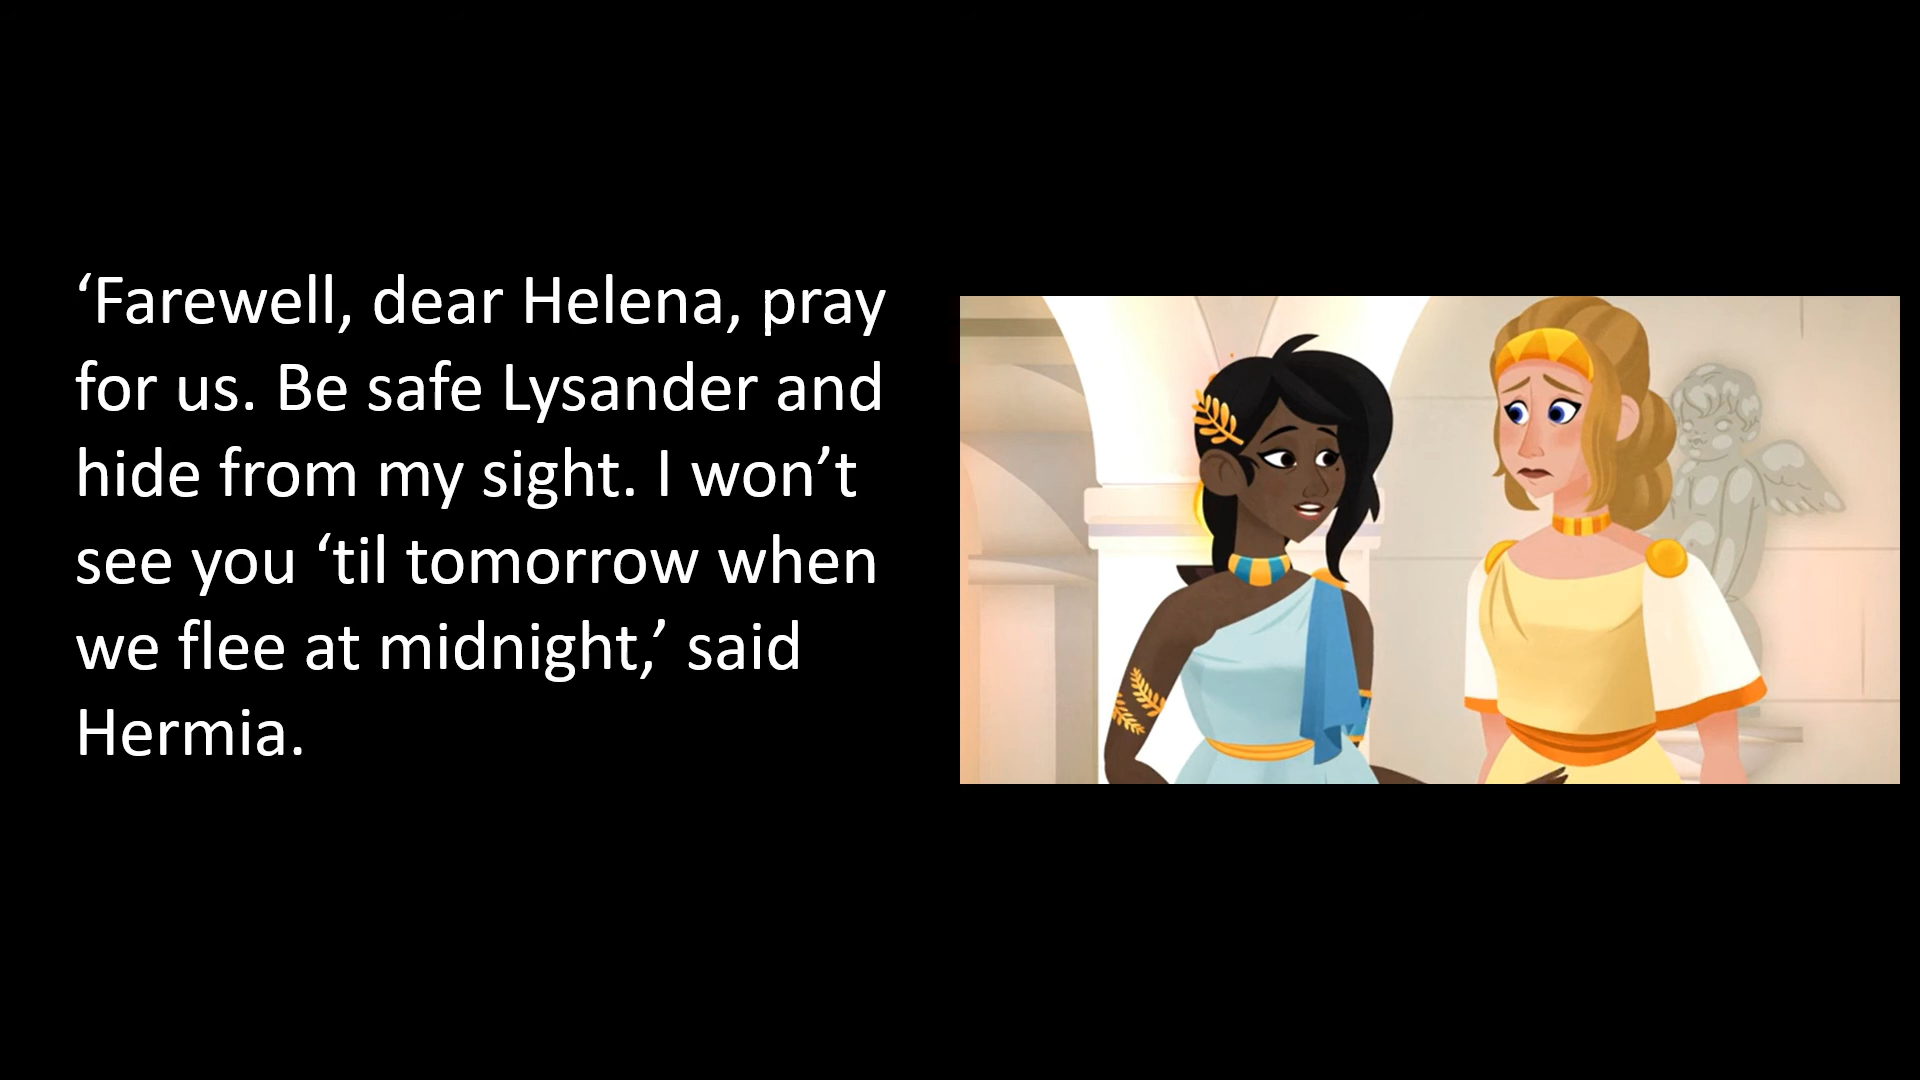 ‘Farewell, dear Helena, pray
for us. Be safe Lysander and
hide from my sight. I won’t
see you ‘til tomorrow when
we flee at midnight,’ said
Hermia.